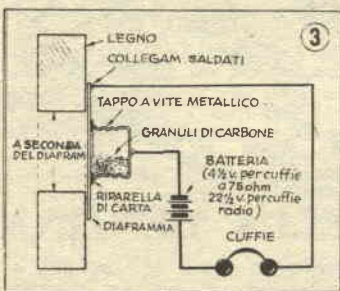 3
LEGNO
COLLEGAM SALDATI
TAPPO A VITE METALLICO
GRANULI DI CARBONE
A SECONDA
DEL DIAFRAM
BATTERIA
(4½ v. per cuffie
a 75 ohm
22½ v. per cuffie
radio)
RIPARELLA
DI CARTA
DIAFRAMMA
CUFFIE